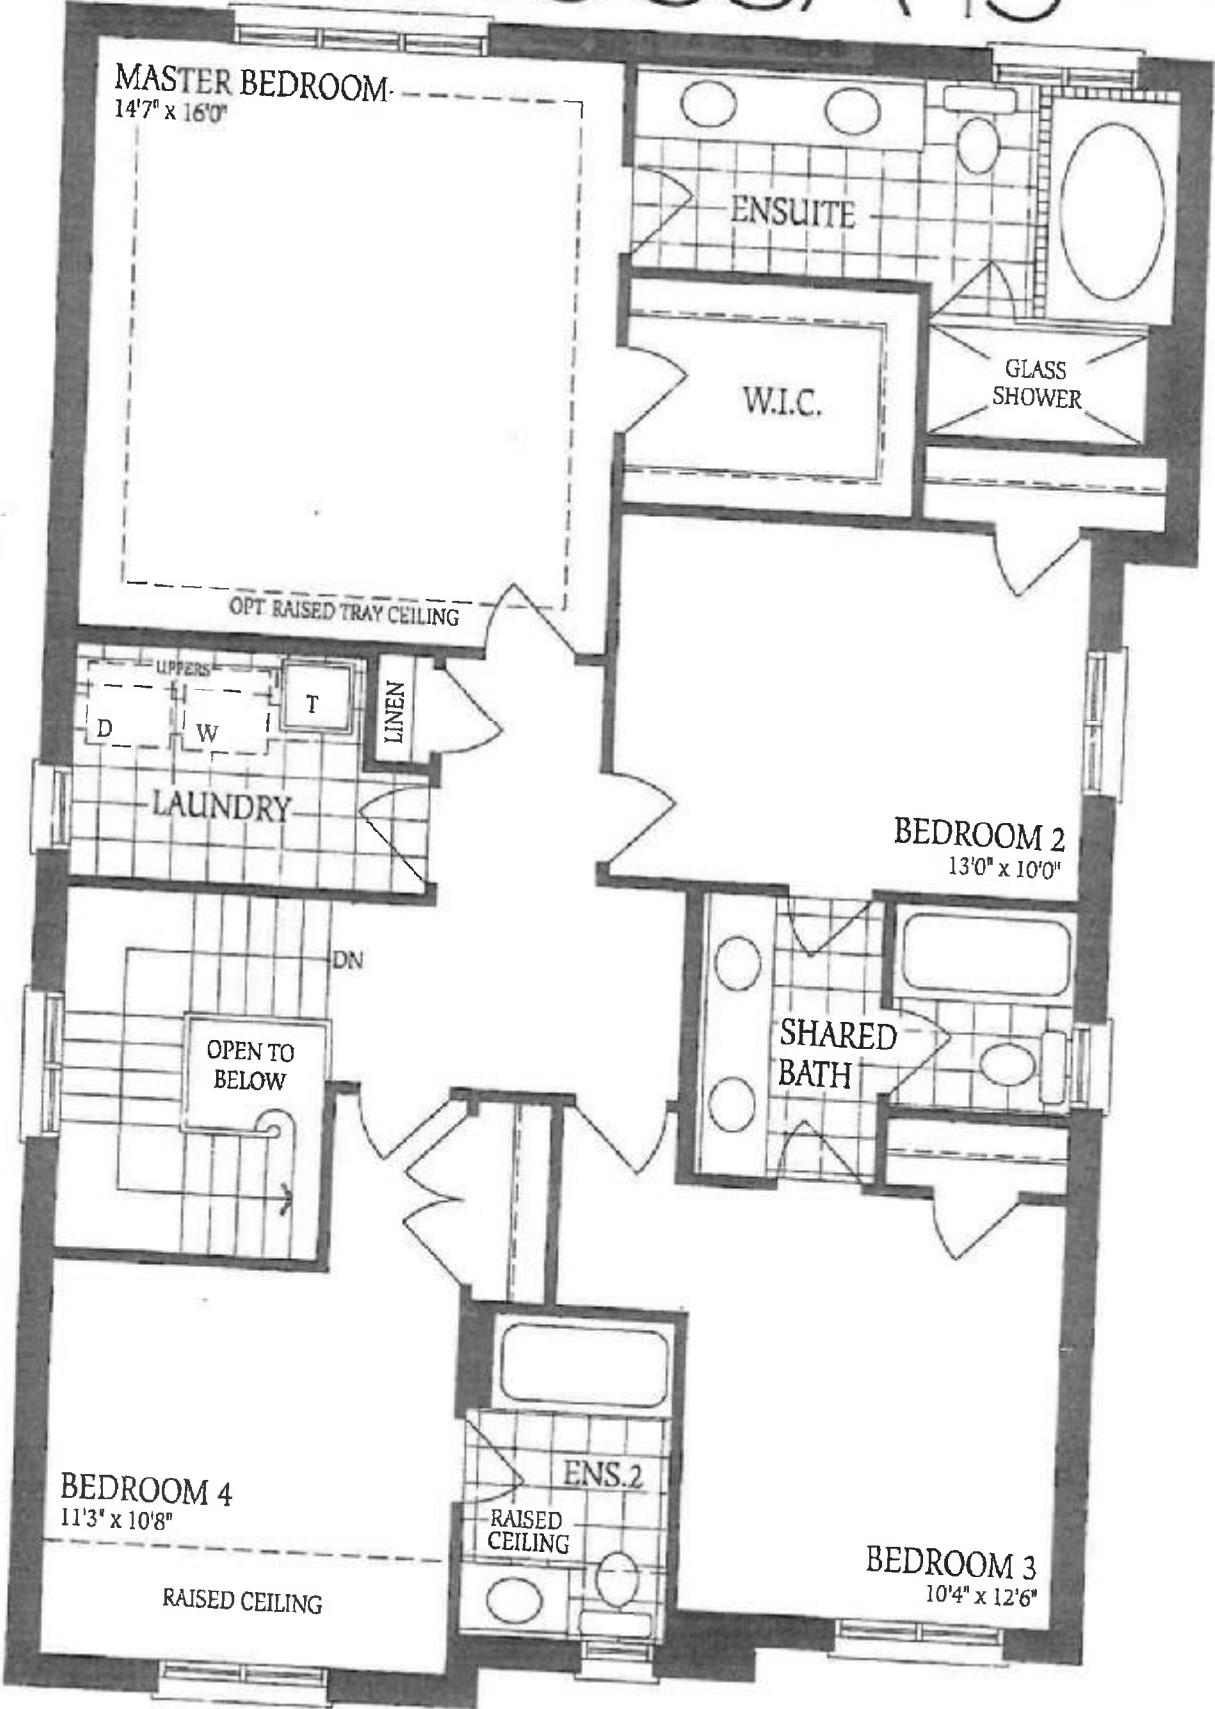 MASTER BEDROOM
14'7" x 16'0"
ENSUITE
GLASS
SHOWER
W.I.C.
OPT RAISED TRAY CEILING
UPPERS
D
W
T
LINEN
LAUNDRY
BEDROOM 2
13'0" x 10'0"
DN
OPEN TO
BELOW
SHARED
BATH
BEDROOM 4
11'3" x 10'8"
RAISED CEILING
ENS.2
RAISED
CEILING
BEDROOM 3
10'4" x 12'6"